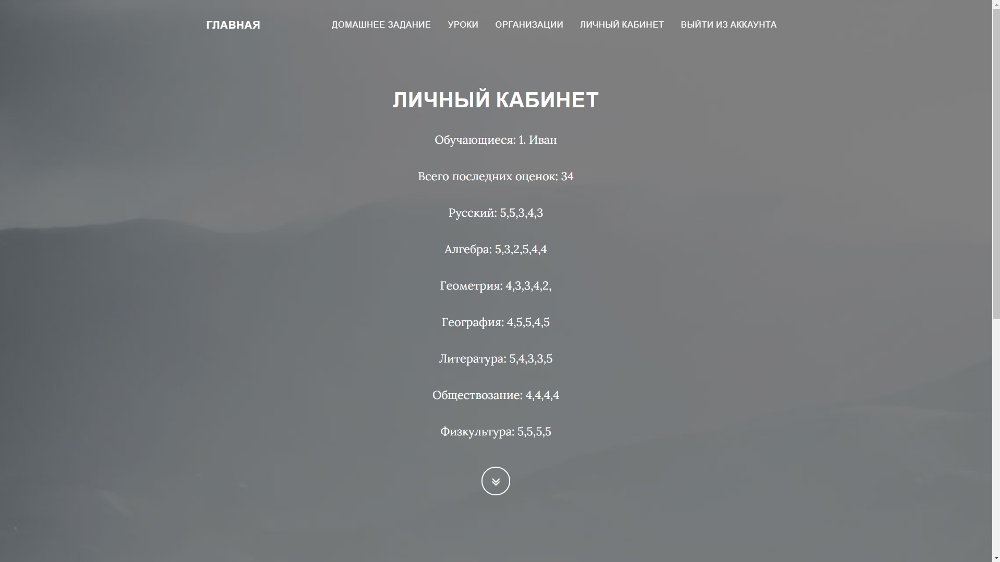 ГЛАВНАЯ
ДОМАШНЕЕ ЗАДАНИЕ УРОКИ ОРГАНИЗАЦИИ ЛИЧНЫЙ КАБИНЕТ ВЫЙТИ ИЗ АККАУНТА
ЛИЧНЫЙ КАБИНЕТ
Обучающиеся: 1. Иван
Всего последних оценок: 34
Русский: 5,5,3,4,3
Алгебра: 5,3,2,5,4,4
Геометрия: 4,3,3,4,2,
География: 4,5,5,4,5
Литература: 5,4,3,3,5
Обществозание: 4,4,4,4
Физкультура: 5,5,5,5